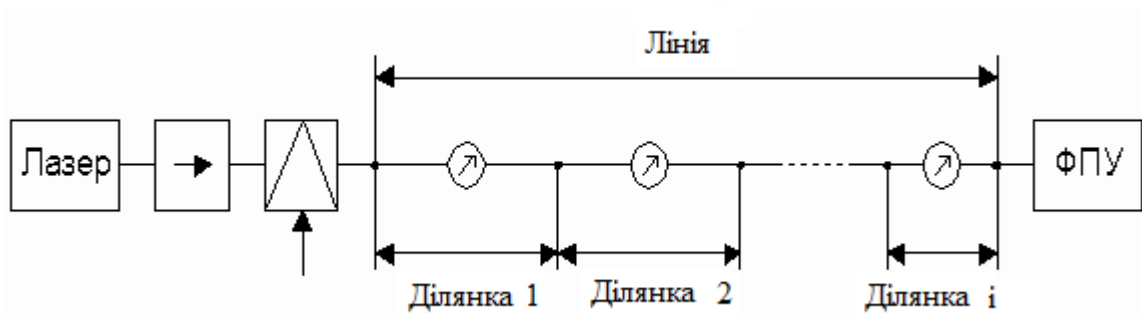 Лінія
Лазер
ФПУ
Ділянка 1
Ділянка 2
Ділянка i